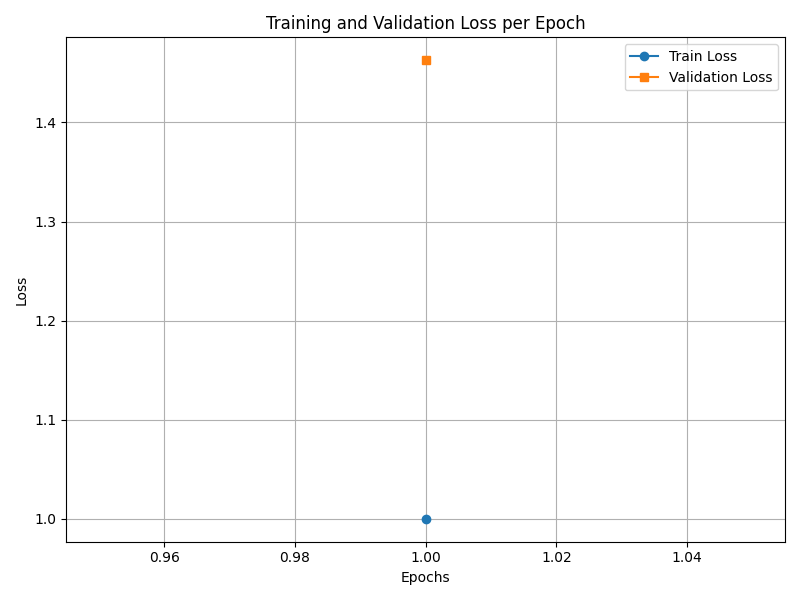 Training and Validation Loss per Epoch
Train Loss
Validation Loss
Loss
1.4
1.3
1.2
1.1
1.0
0.96 0.98 1.00 1.02 1.04
Epochs